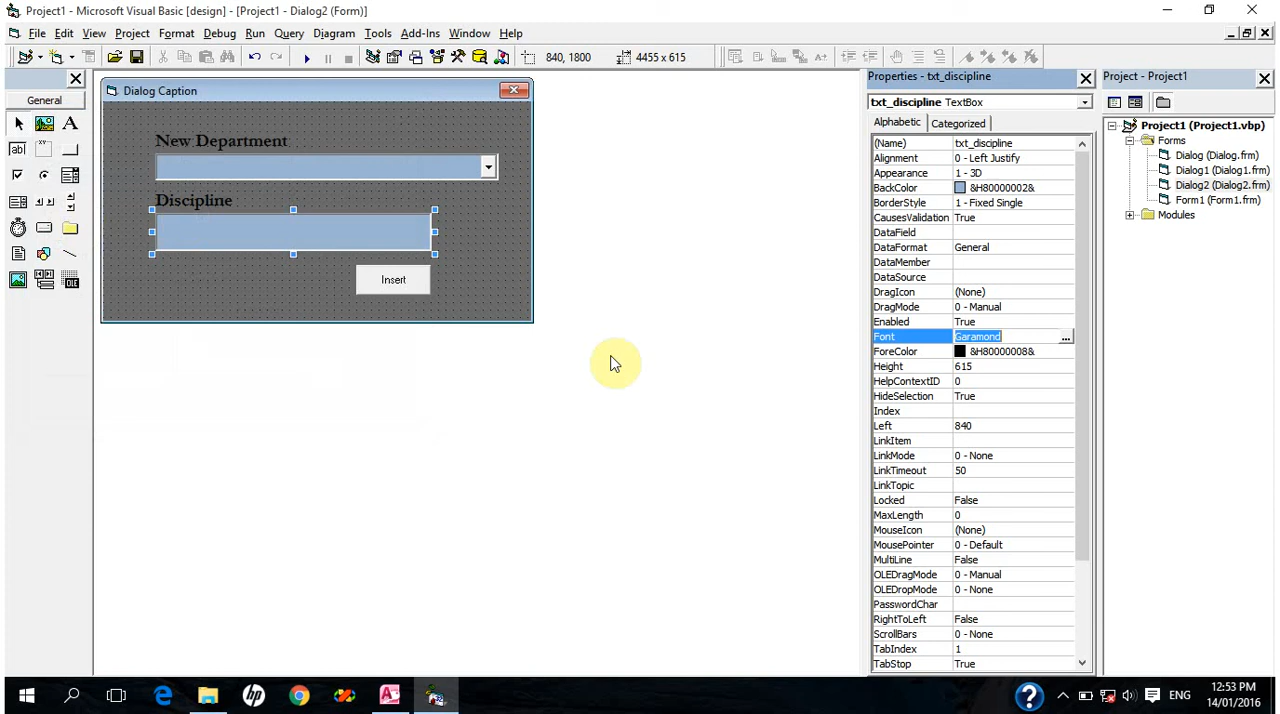 Project1 - Microsoft Visual Basic [design] - [Project1 - Dialog2 (Form)]
File Edit View Project Format Debug Run Query Diagram Tools Add-Ins Window Help
840, 1800 4455 x 615
General
Dialog Caption
New Department
Discipline
Insert
Properties - txt_discipline
txt_discipline TextBox
Alphabetic Categorized
(Name) txt_discipline
Alignment 0 - Left Justify
Appearance 1 - 3D
BackColor &H80000002&
BorderStyle 1 - Fixed Single
CausesValidation True
DataField
DataFormat General
DataMember
DataSource
DragIcon (None)
DragMode 0 - Manual
Enabled True
Font Garamond ...
ForeColor &H80000008&
Height 615
HelpContextID 0
HideSelection True
Index
Left 840
LinkItem
LinkMode 0 - None
LinkTimeout 50
LinkTopic
Locked False
MaxLength 0
MouseIcon (None)
MousePointer 0 - Default
MultiLine False
OLEDragMode 0 - Manual
OLEDropMode 0 - None
PasswordChar
RightToLeft False
ScrollBars 0 - None
TabIndex 1
TabStop True
Project - Project1
Project1 (Project1.vbp)
Forms
Dialog (Dialog.frm)
Dialog1 (Dialog1.frm)
Dialog2 (Dialog2.frm)
Form1 (Form1.frm)
Modules
ENG
12:53 PM
14/01/2016